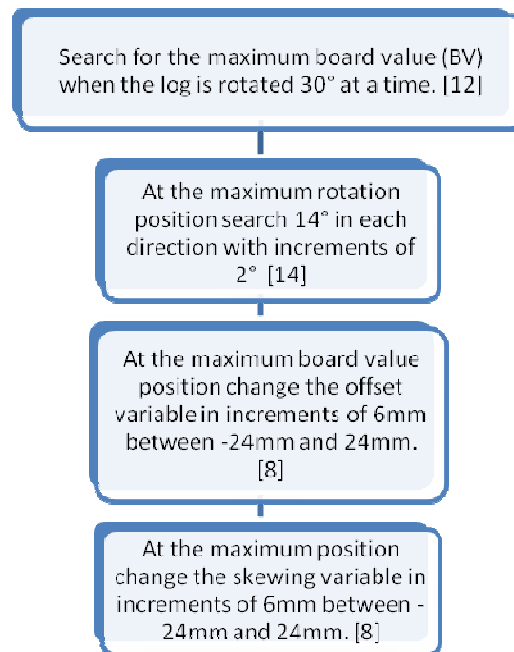 Search for the maximum board value (BV)
when the log is rotated 30° at a time. [12]
At the maximum rotation
position search 14° in each
direction with increments of
2° [14]
At the maximum board value
position change the offset
variable in increments of 6mm
between -24mm and 24mm.
[8]
At the maximum position
change the skewing variable in
increments of 6mm between -
24mm and 24mm. [8]